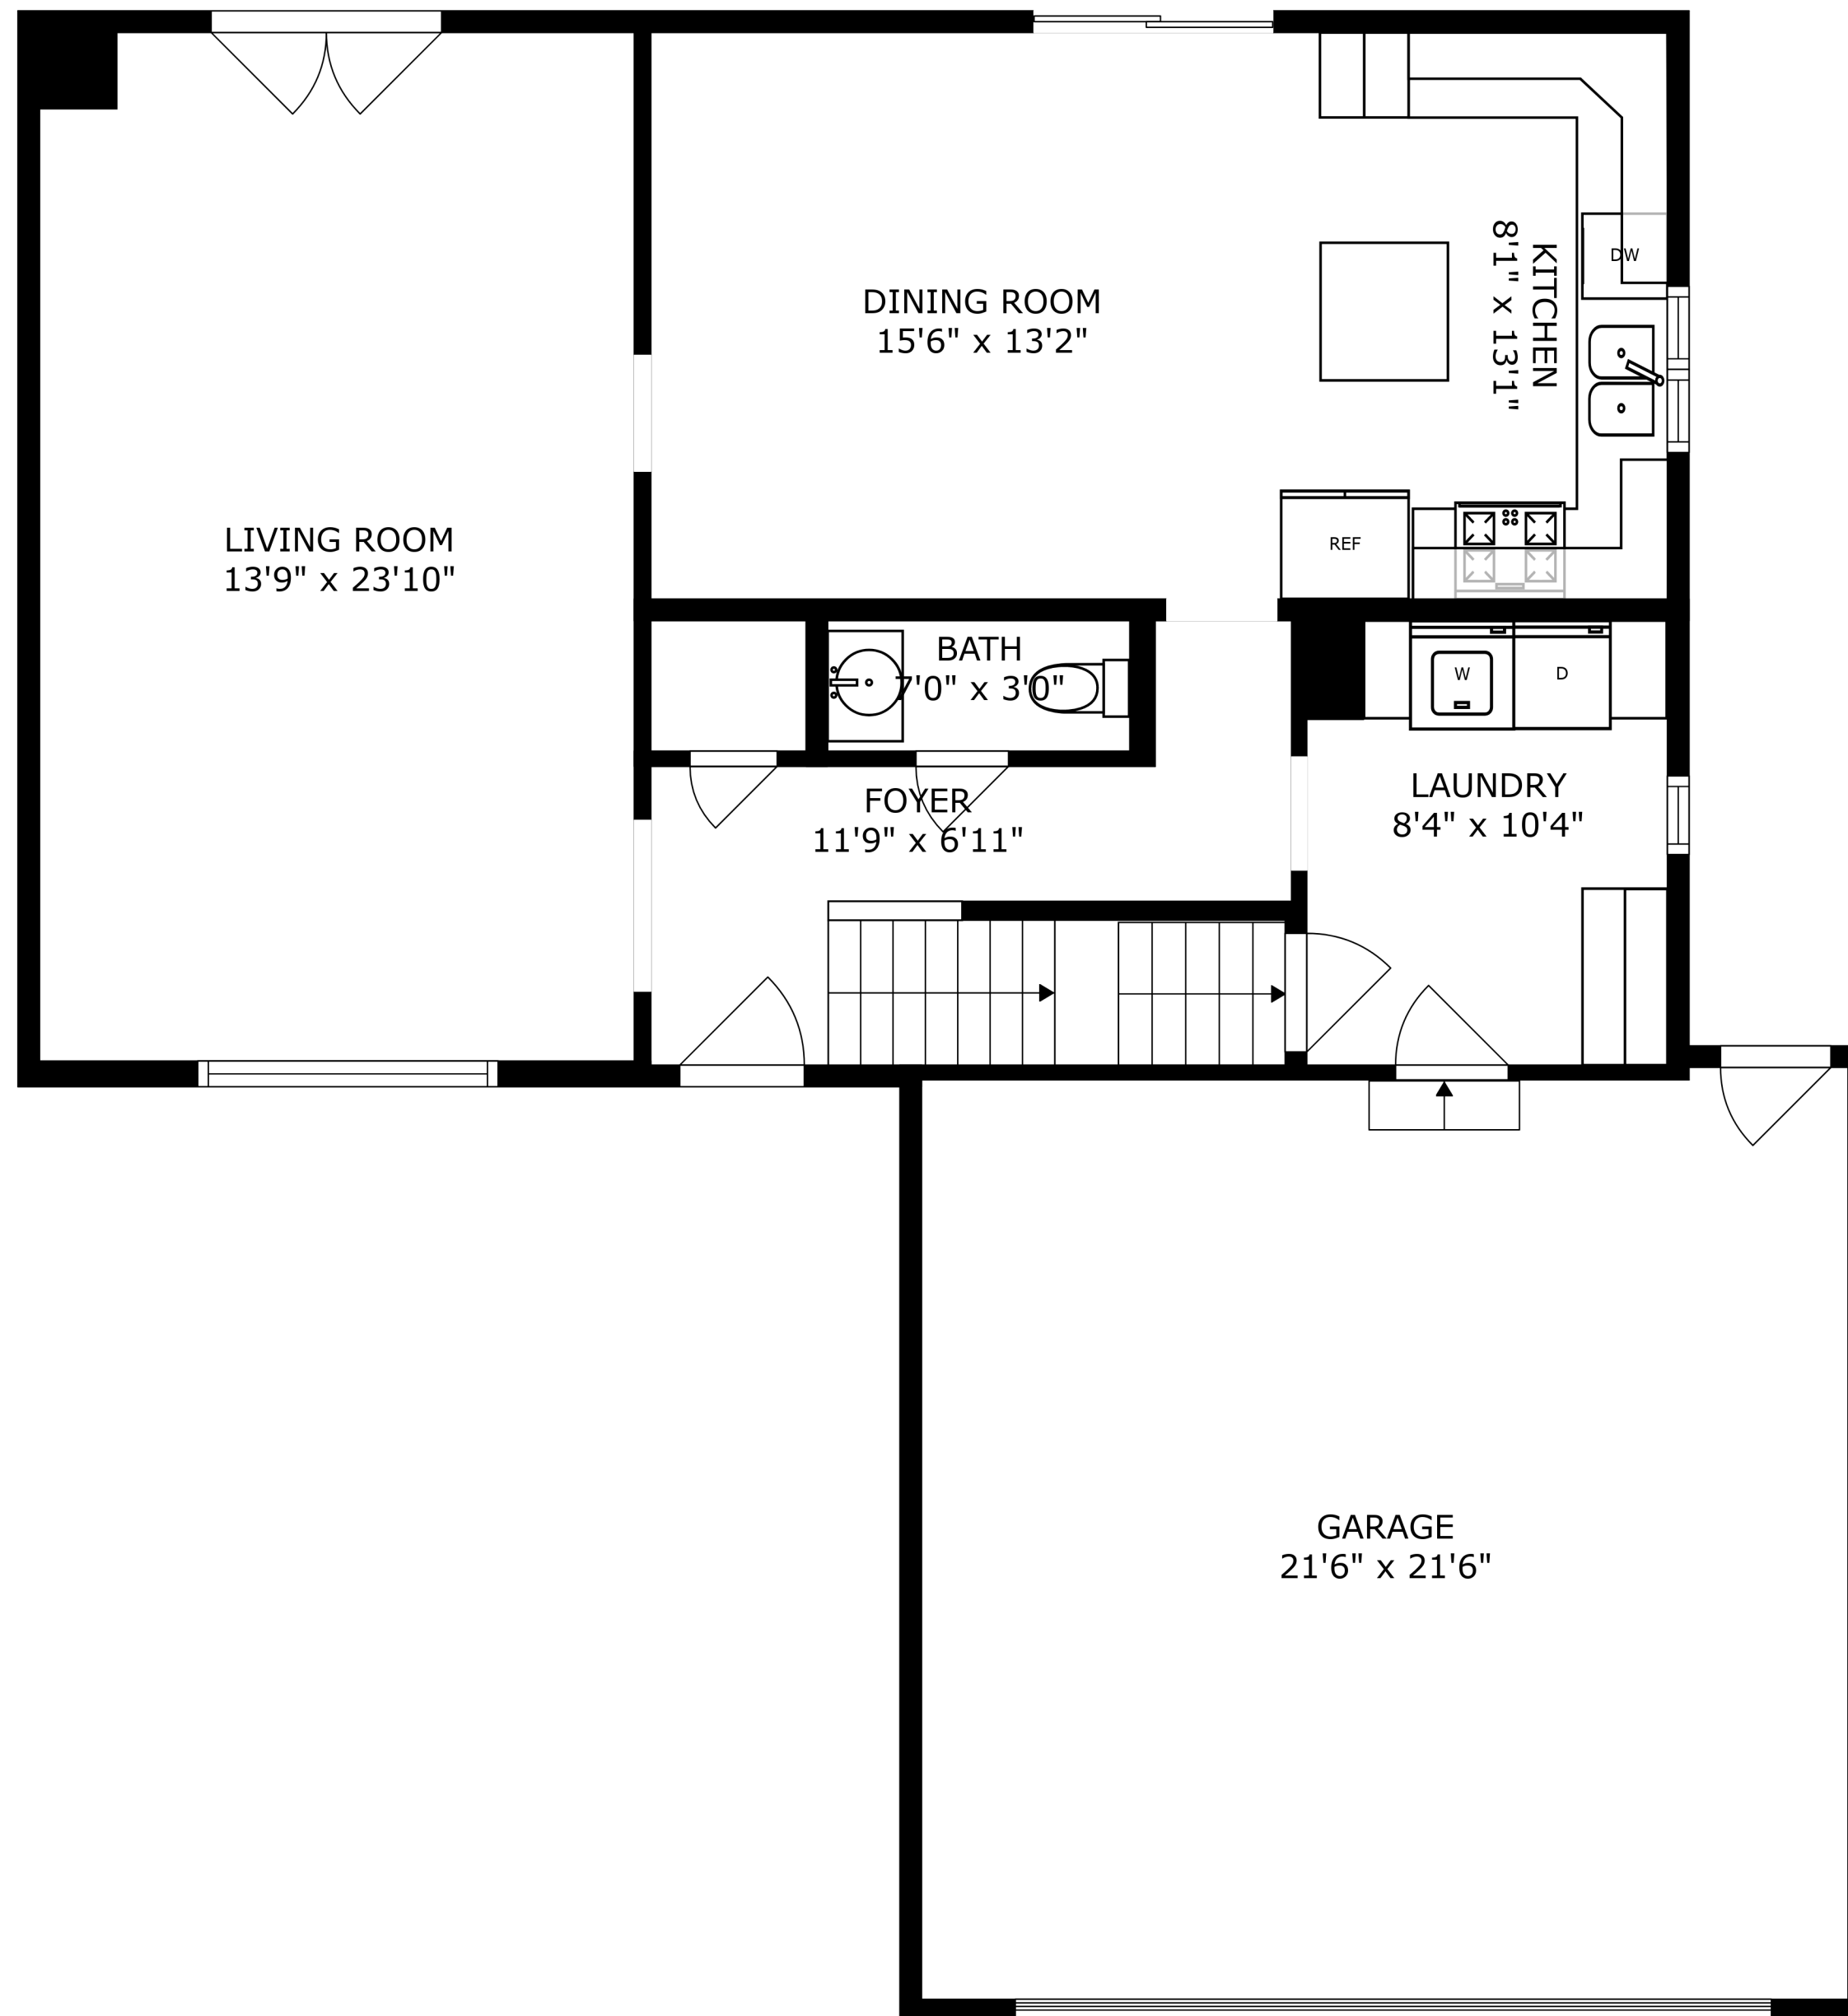 DINING ROOM
15'6" x 13'2"
KITCHEN
8'1" x 13'1"
DW
REF
LIVING ROOM
13'9" x 23'10"
BATH
7'0" x 3'0"
W
D
FOYER
11'9" x 6'11"
LAUNDRY
8'4" x 10'4"
GARAGE
21'6" x 21'6"